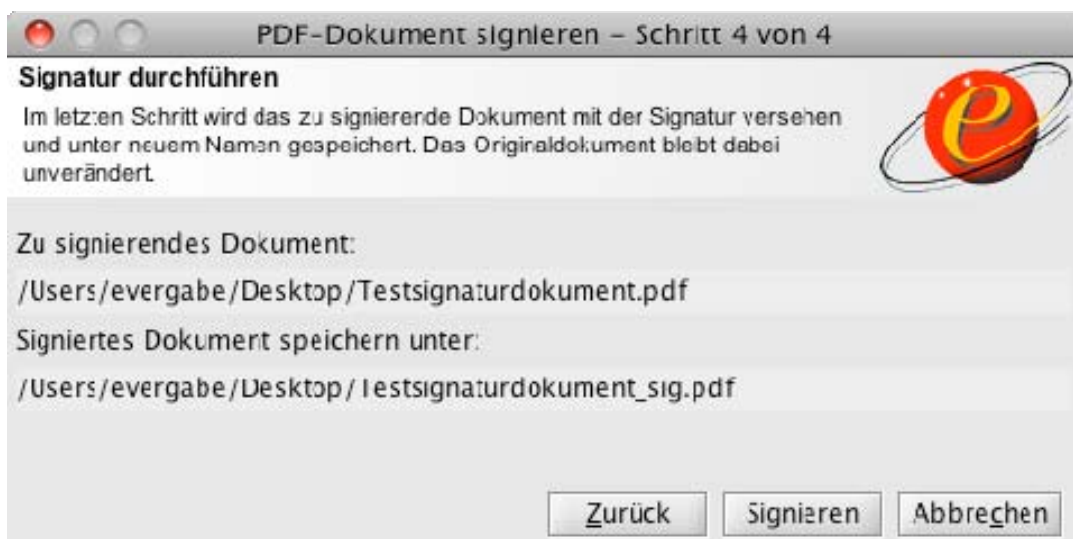 PDF-Dokument signieren – Schritt 4 von 4
Signatur durchführen
Im letzten Schritt wird das zu signierende Dokument mit der Signatur versehen
und unter neuem Namen gespeichert. Das Originaldokument bleibt dabei
unverändert.
e
Zu signierendes Dokument:
/Users/evergabe/Desktop/Testsignaturdokument.pdf
Signiertes Dokument speichern unter:
/Users/evergabe/Desktop/Testsignaturdokument_sig.pdf
Zurück Signieren Abbrechen